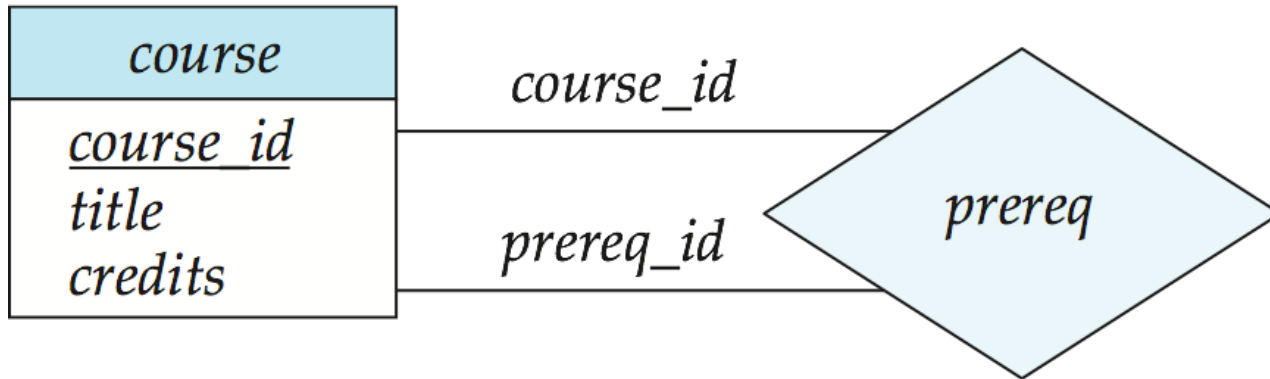 course
course_id
title
credits
course_id
prereq_id
prereq